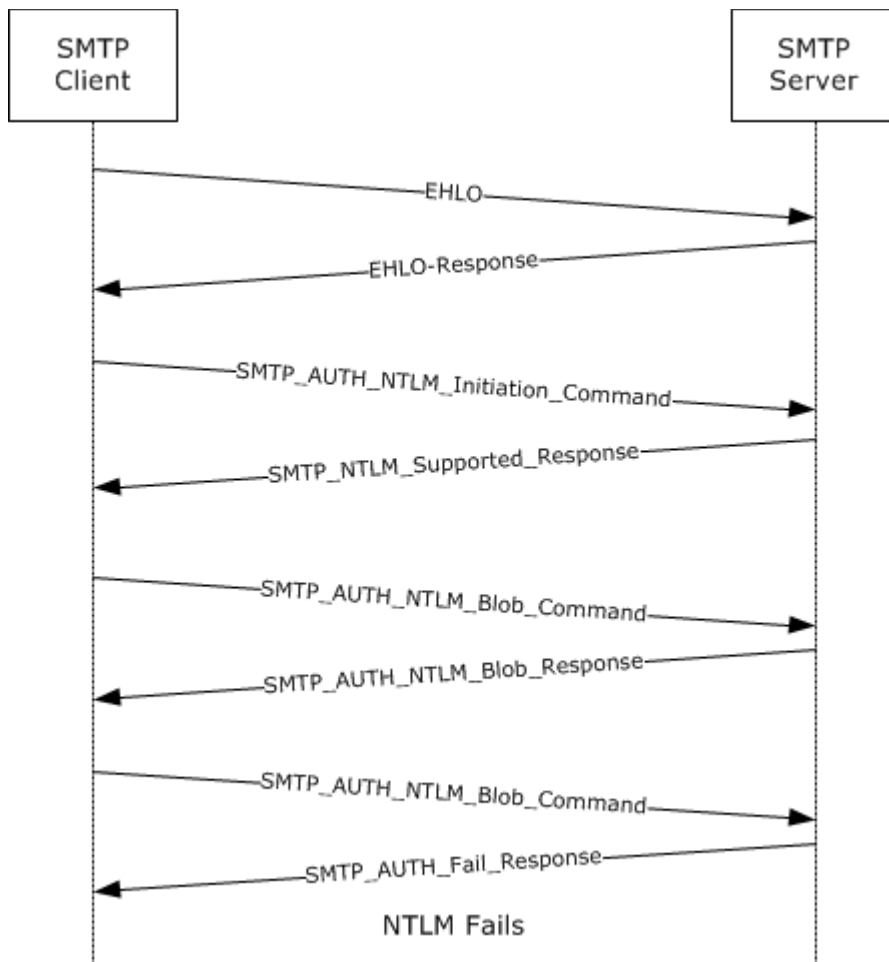 SMTP
Client
SMTP
Server
EHLO
EHLO-Response
SMTP_AUTH_NTLM_Initiation_Command
SMTP_NTLM_Supported_Response
SMTP_AUTH_NTLM_Blob_Command
SMTP_AUTH_NTLM_Blob_Response
SMTP_AUTH_NTLM_Blob_Command
SMTP_AUTH_Fail_Response
NTLM Fails